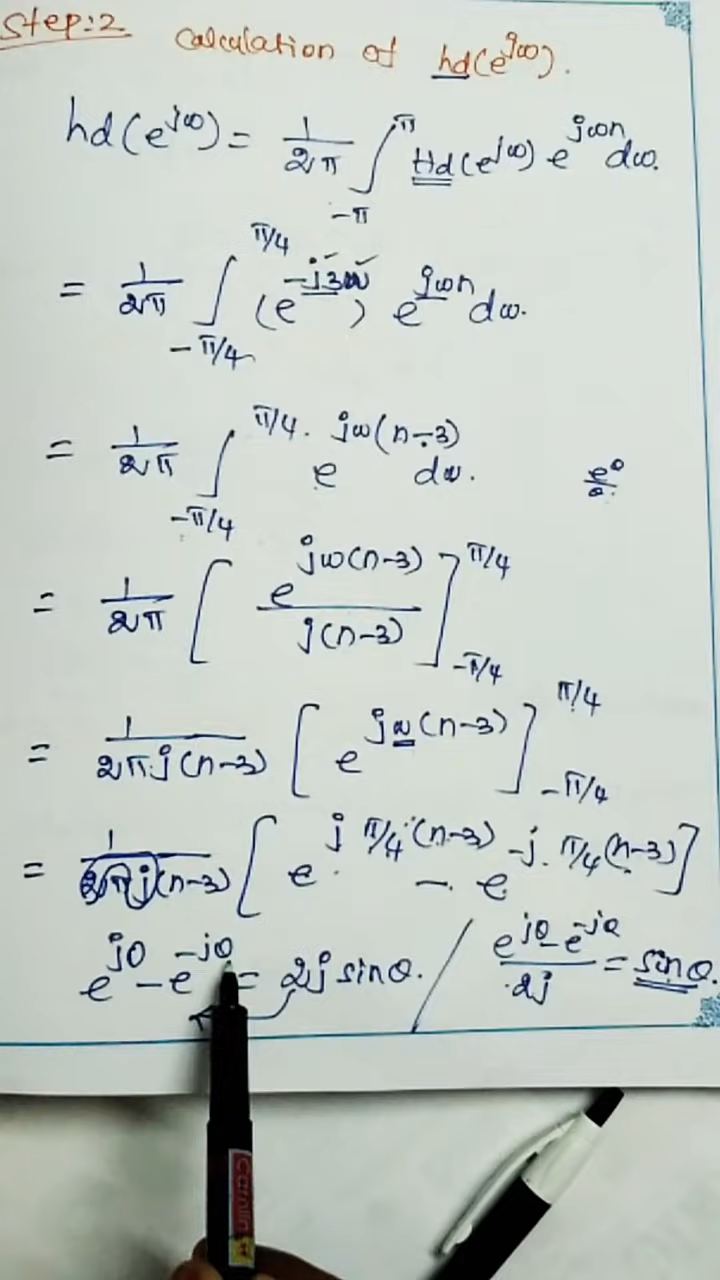 Step:2 Calculation of hd(e^jω).
hd(e^jω) = 1/2π ∫_-π^π Hd(e^jω) e^jωn dω.
= 1/2π ∫_-π/4^π/4 (e^-j3ω) e^jωn dω.
= 1/2π ∫_-π/4^π/4 e^jω(n-3) dω.
= 1/2π [ e^jω(n-3) / j(n-3) ]_-π/4^π/4
= 1/2πj(n-3) [ e^jω(n-3) ]_-π/4^π/4
= 1/2πj(n-3) [ e^j π/4 (n-3) - e^-j. π/4 (n-3) ]
e^jθ - e^-jθ = 2j sinθ. / e^jθ - e^-jθ / 2j = sinθ.
Camlin